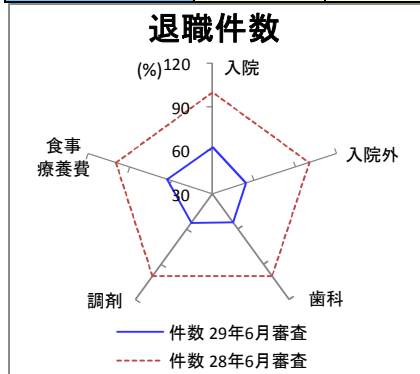 退職件数
(%)
120
90
60
30
入院
入院外
歯科
調剤
食事
療養費
件数 29年6月審査
件数 28年6月審査